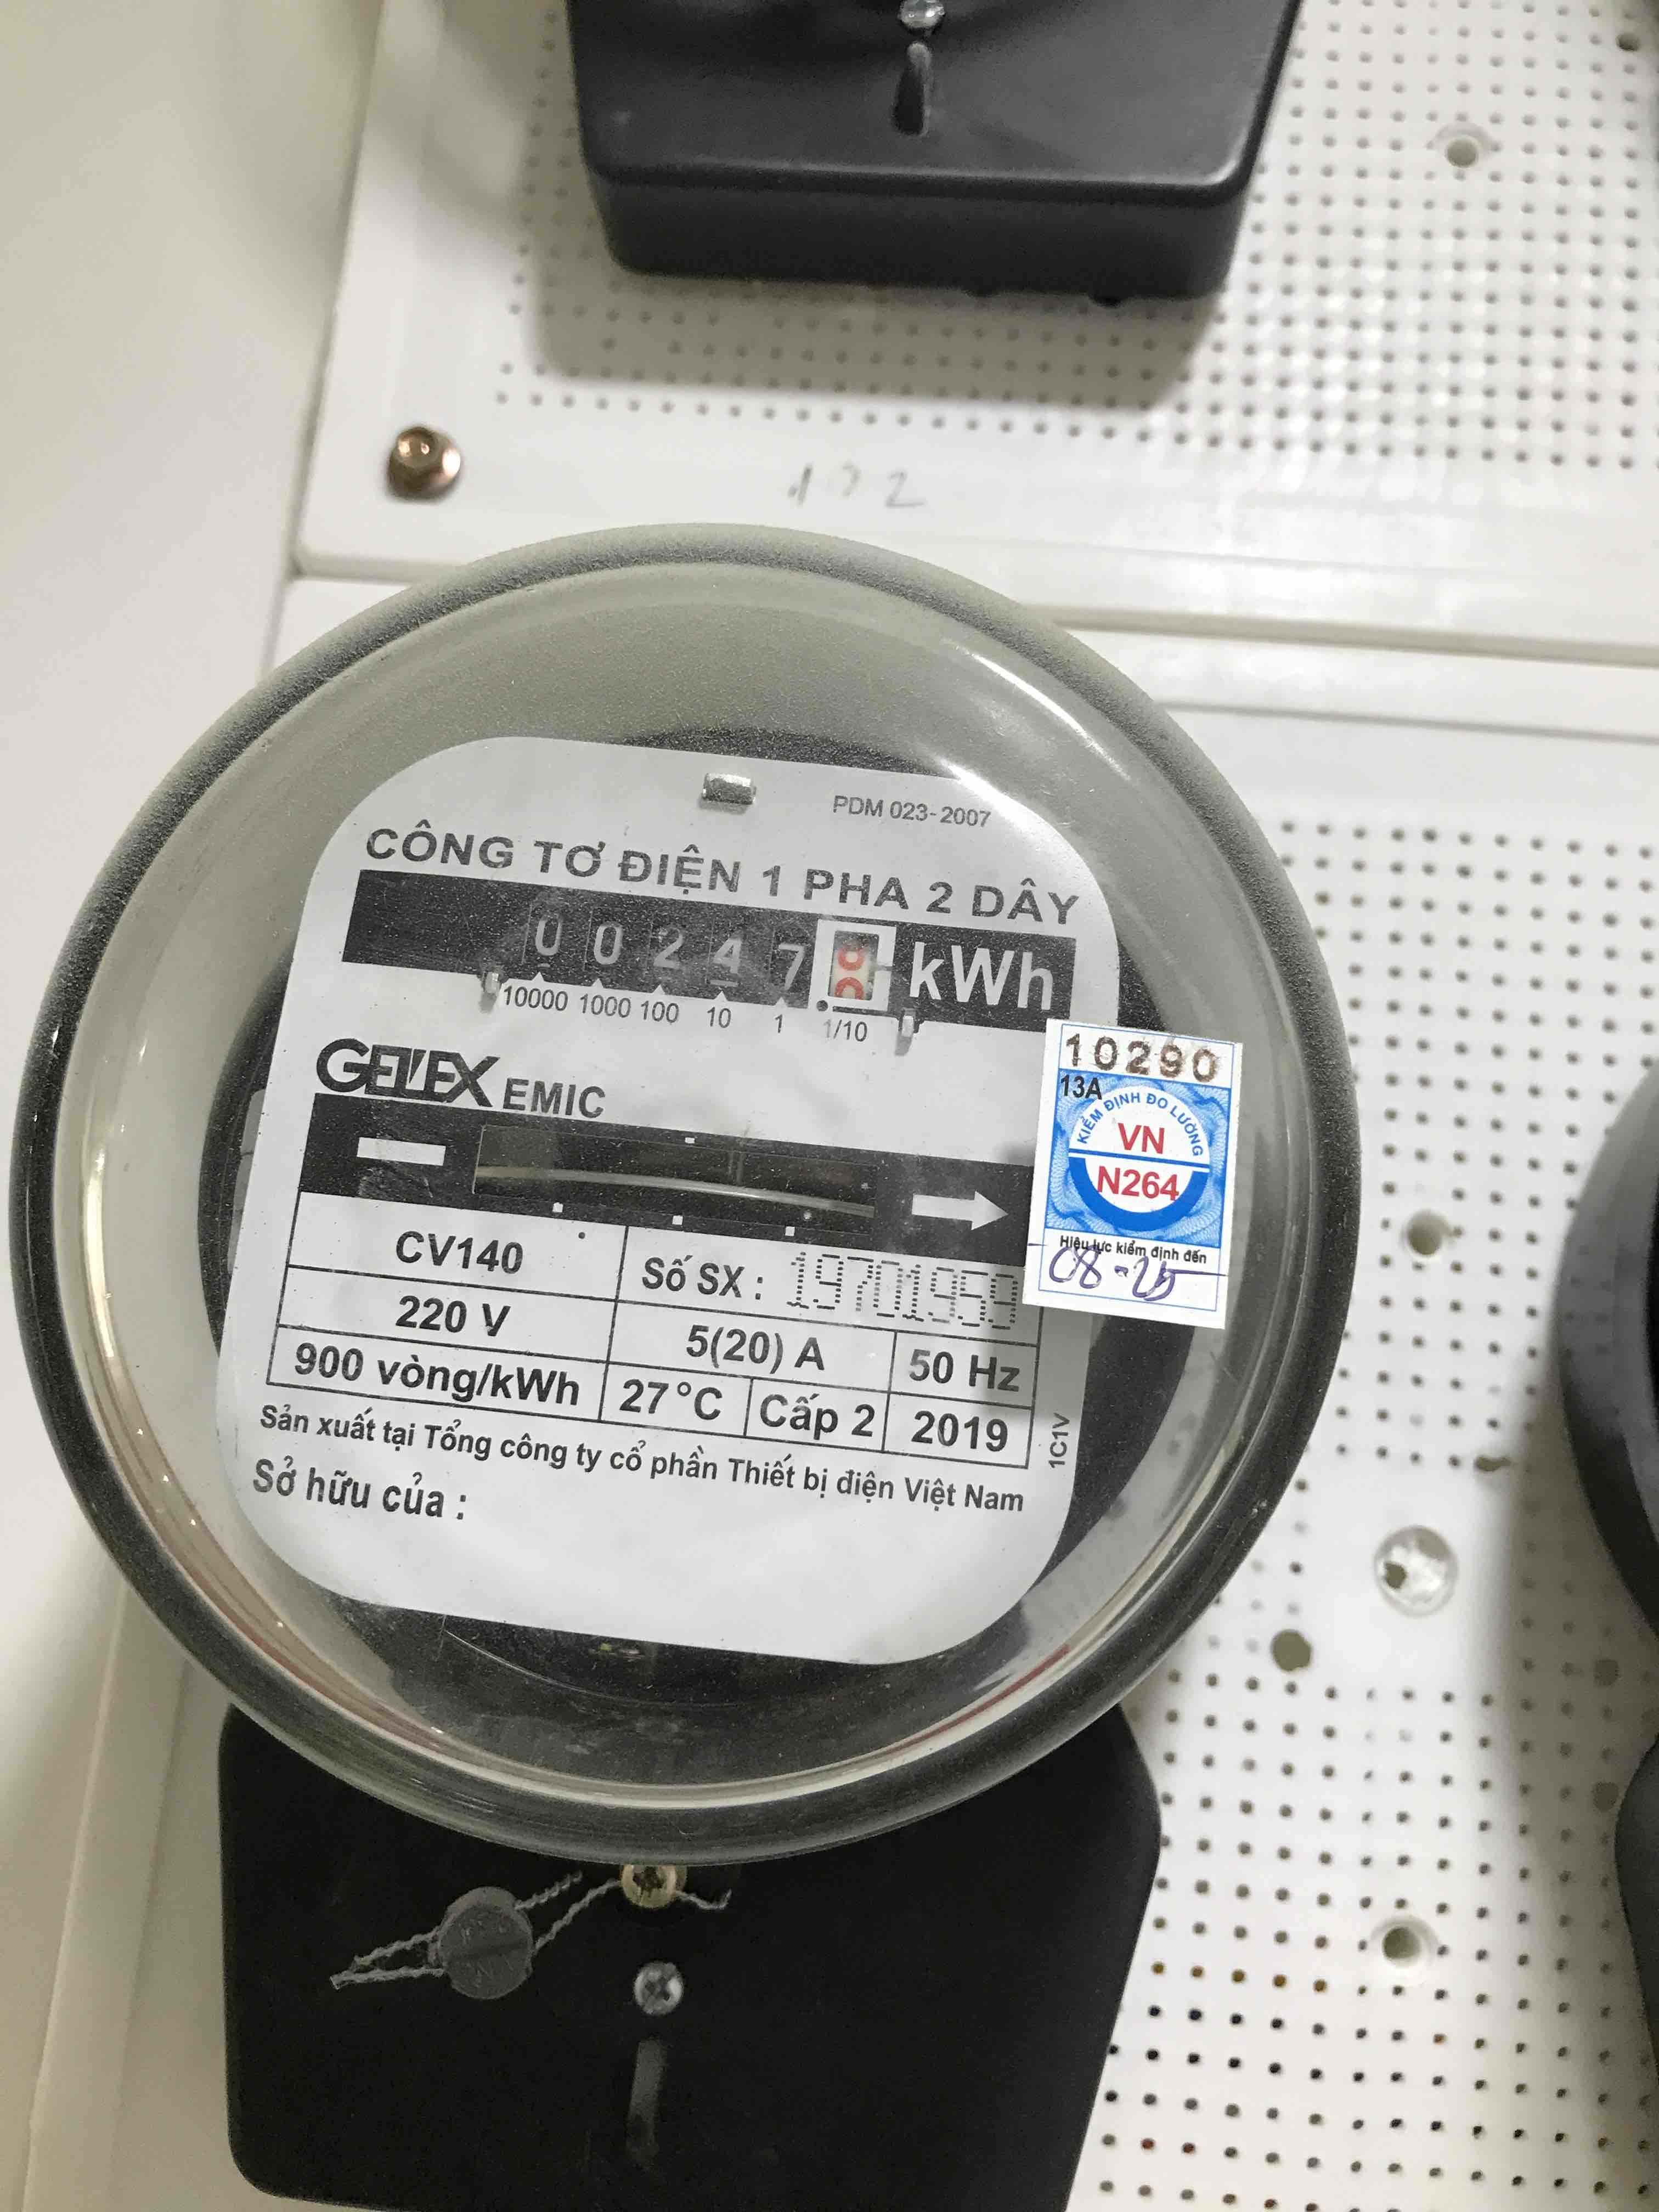 PDM 023-2007
CÔNG TƠ ĐIỆN 1 PHA 2 DÂY
0 0 2 4 7 8 kWh
10000 1000 100 10 1 1/10
GELEX EMIC
10290
13A
KIỂM ĐỊNH ĐO LƯỜNG
VN
N264
Hiệu lực kiểm định đến
08-25
CV140
Số SX : 19701959
220 V
5(20) A
50 Hz
900 vòng/kWh
27°C
Cấp 2
2019
1C1V
Sản xuất tại Tổng công ty cổ phần Thiết bị điện Việt Nam
Sở hữu của :